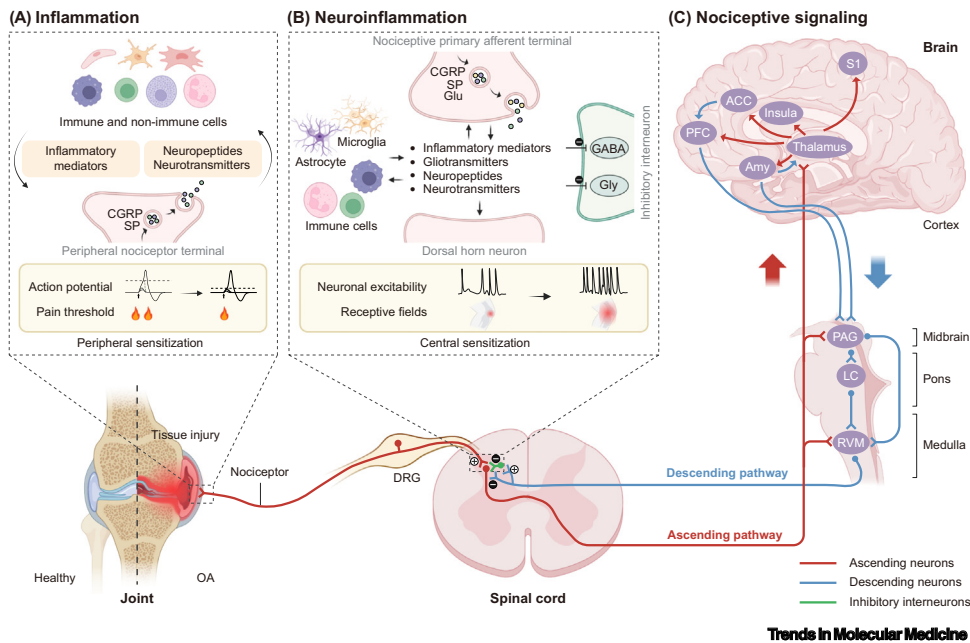 (A) Inflammation
Immune and non-immune cells
Inflammatory
mediators
Neuropeptides
Neurotransmitters
CGRP
SP
Peripheral nociceptor terminal
Action potential
Pain threshold
Peripheral sensitization
(B) Neuroinflammation
Nociceptive primary afferent terminal
CGRP
SP
Glu
Microglia
Astrocyte
Immune cells
• Inflammatory mediators
• Gliotransmitters
• Neuropeptides
• Neurotransmitters
GABA
Gly
Inhibitory interneuron
Dorsal horn neuron
Neuronal excitability
Receptive fields
Central sensitization
(C) Nociceptive signaling
Brain
S1
ACC
Insula
PFC
Thalamus
Amy
Cortex
PAG
Midbrain
LC
Pons
RVM
Medulla
Tissue injury
Nociceptor
DRG
Descending pathway
Ascending pathway
Healthy
OA
Joint
Spinal cord
Ascending neurons
Descending neurons
Inhibitory interneurons
Trends in Molecular Medicine